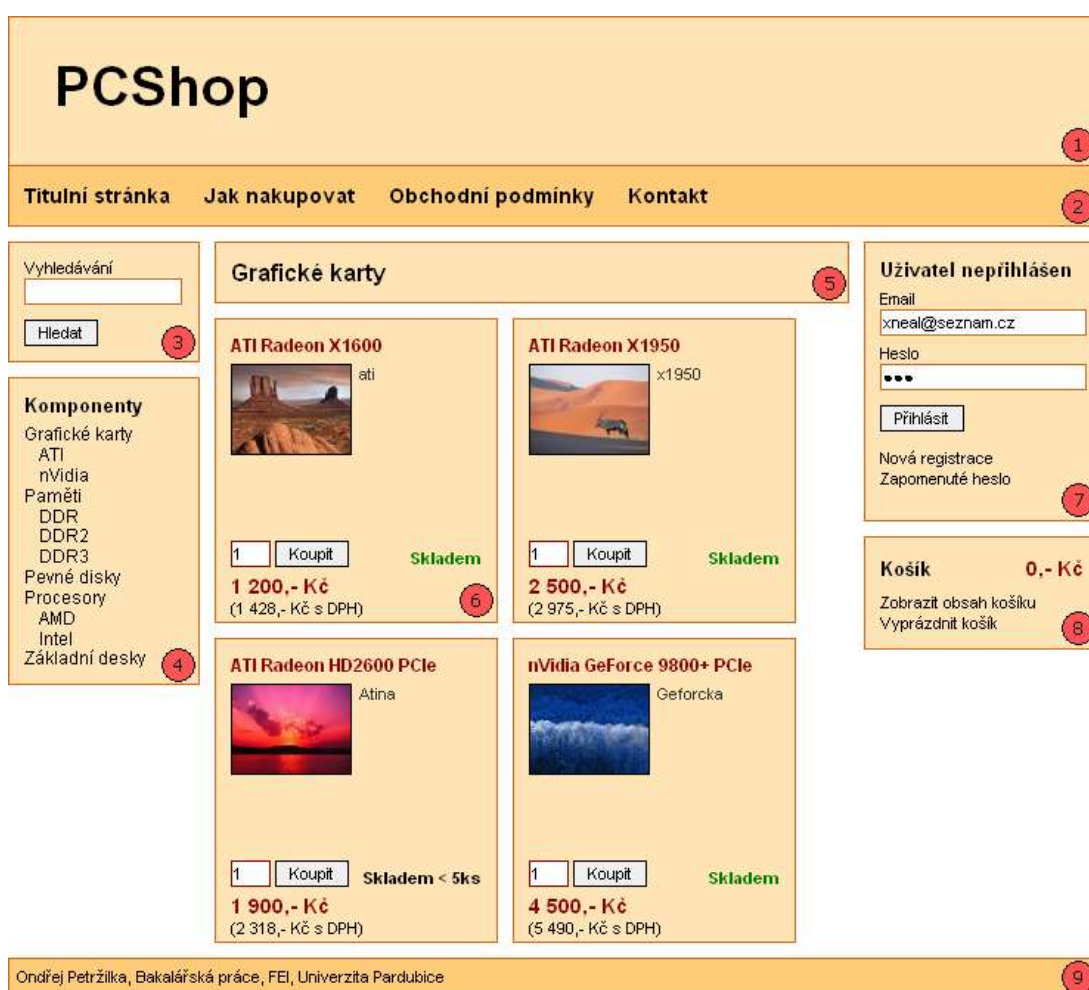 PCShop
1
Titulní stránka Jak nakupovat Obchodní podmínky Kontakt
2
Vyhledávání
Hledat
3
Komponenty
Grafické karty
ATI
nVidia
Paměti
DDR
DDR2
DDR3
Pevné disky
Procesory
AMD
Intel
Základní desky
4
Grafické karty
5
ATI Radeon X1600
ati
1 Koupit Skladem
1 200,- Kč
(1 428,- Kč s DPH)
6
ATI Radeon X1950
x1950
1 Koupit Skladem
2 500,- Kč
(2 975,- Kč s DPH)
ATI Radeon HD2600 PCIe
Atina
1 Koupit Skladem < 5ks
1 900,- Kč
(2 318,- Kč s DPH)
nVidia GeForce 9800+ PCIe
Geforcka
1 Koupit Skladem
4 500,- Kč
(5 490,- Kč s DPH)
Uživatel nepřihlášen
Email
xneal@seznam.cz
Heslo
•••
Přihlásit
Nová registrace
Zapomenuté heslo
7
Košík 0,- Kč
Zobrazit obsah košíku
Vyprázdnit košík
8
Ondřej Petržilka, Bakalářská práce, FEI, Univerzita Pardubice
9